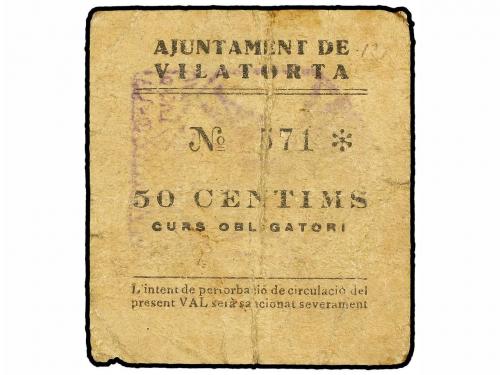 AJUNTAMENT DE
VILATORTA
Nº 571 *
50 CENTIMS
CURS OBLIGATORI
L'intent de pertorbació de circulació del
present VAL serà sancionat severament